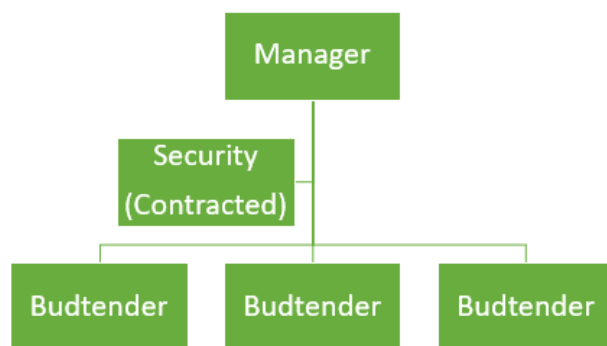 Manager
Security
(Contracted)
Budtender
Budtender
Budtender